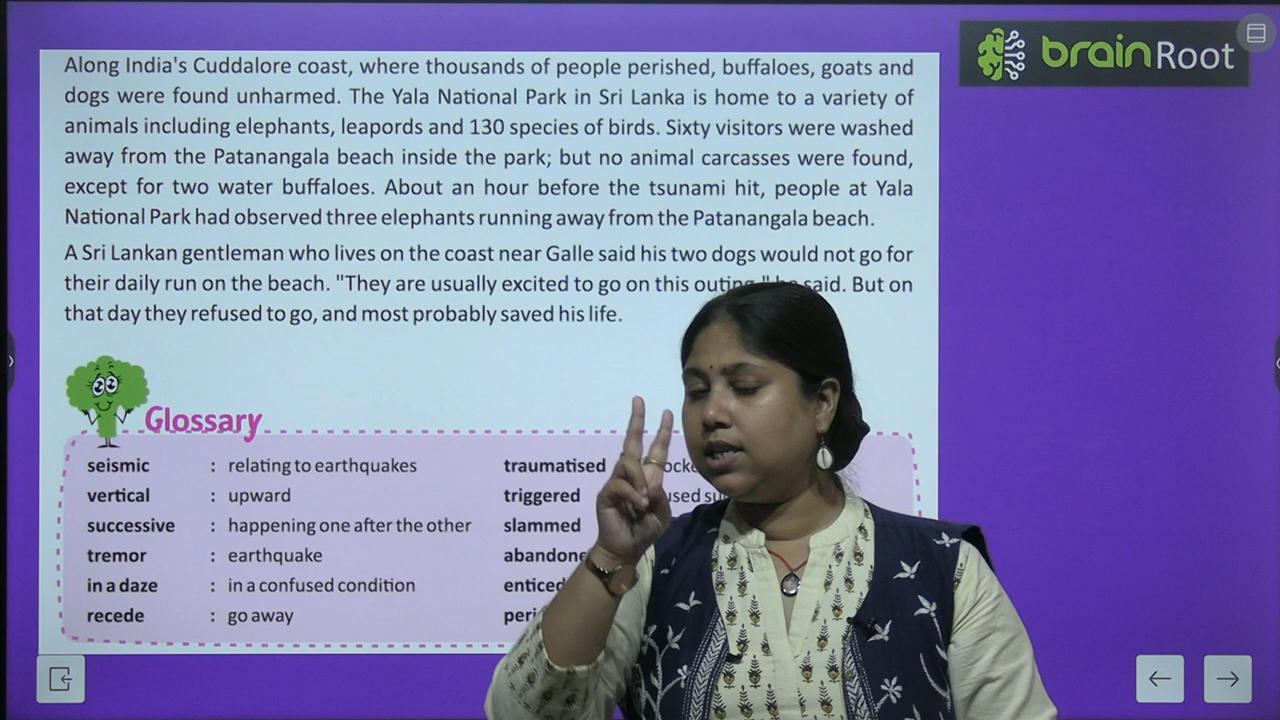 brainRoot
Along India's Cuddalore coast, where thousands of people perished, buffaloes, goats and
dogs were found unharmed. The Yala National Park in Sri Lanka is home to a variety of
animals including elephants, leapords and 130 species of birds. Sixty visitors were washed
away from the Patanangala beach inside the park; but no animal carcasses were found,
except for two water buffaloes. About an hour before the tsunami hit, people at Yala
National Park had observed three elephants running away from the Patanangala beach.
A Sri Lankan gentleman who lives on the coast near Galle said his two dogs would not go for
their daily run on the beach. "They are usually excited to go on this outing," he said. But on
that day they refused to go, and most probably saved his life.
Glossary
seismic : relating to earthquakes traumatised
vertical : upward triggered
successive : happening one after the other slammed
tremor : earthquake
in a daze : in a confused condition enticed
recede : go away